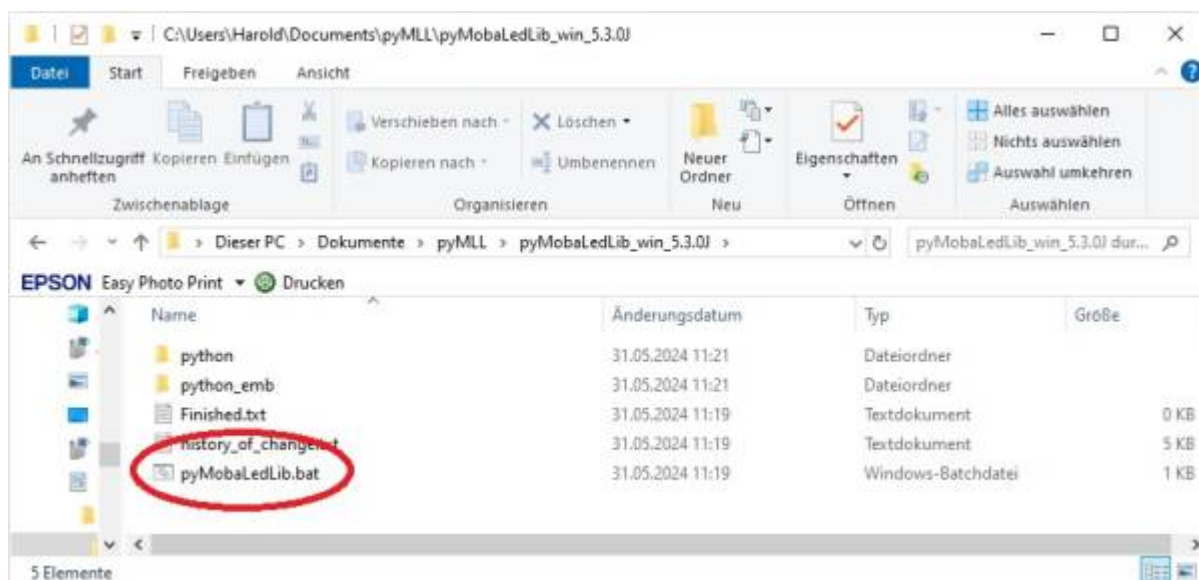 C:\Users\Harold\Documents\pyMLL\pyMobaLedLib_win_5.3.0J
Datei Start Freigeben Ansicht
An Schnellzugriff anheften
Kopieren
Einfügen
Verschieben nach
Kopieren nach
Löschen
Umbenennen
Neuer Ordner
Eigenschaften
Alles auswählen
Nichts auswählen
Auswahl umkehren
Zwischenablage Organisieren Neu Öffnen Auswählen
Dieser PC > Dokumente > pyMLL > pyMobaLedLib_win_5.3.0J >
pyMobaLedLib_win_5.3.0J dur...
EPSON Easy Photo Print Drucken
Name Änderungsdatum Typ Größe
python 31.05.2024 11:21 Dateiordner
python_emb 31.05.2024 11:21 Dateiordner
Finished.txt 31.05.2024 11:19 Textdokument 0 KB
31.05.2024 11:19 Textdokument 5 KB
pyMobaLedLib.bat 31.05.2024 11:19 Windows-Batchdatei 1 KB
5 Elemente